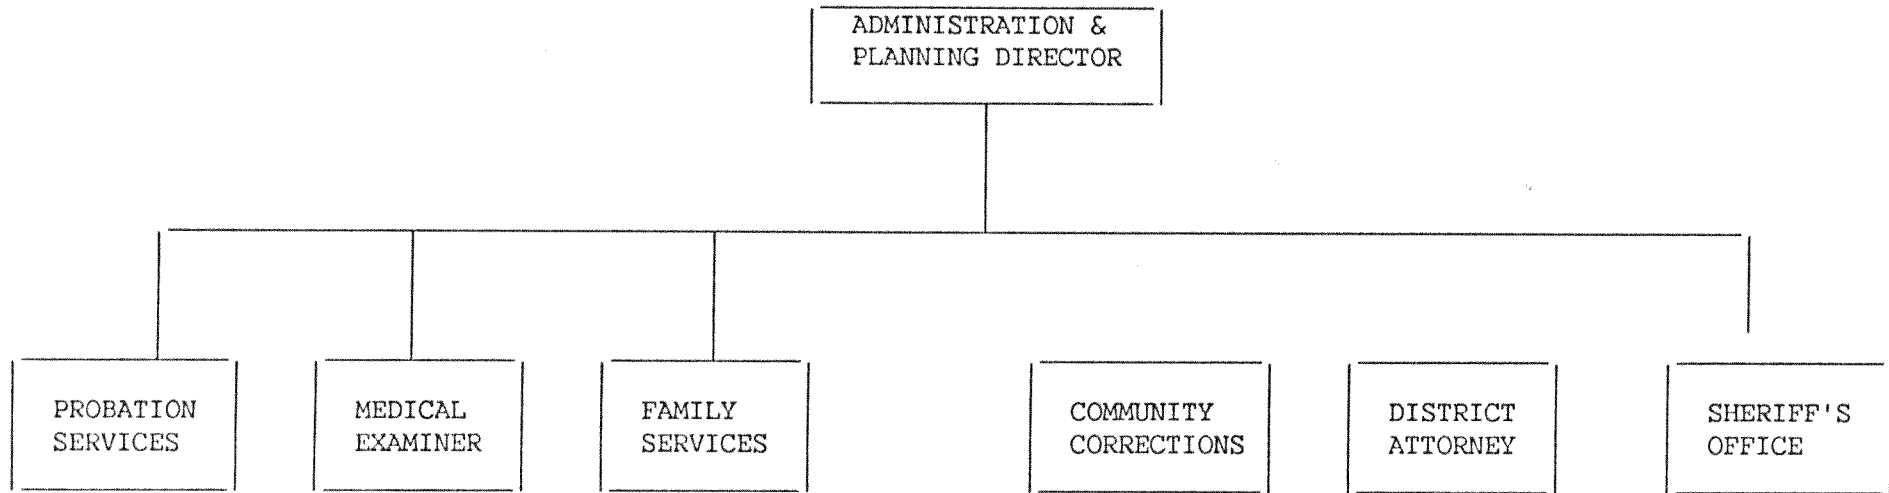 ADMINISTRATION &
PLANNING DIRECTOR
PROBATION
SERVICES
MEDICAL
EXAMINER
FAMILY
SERVICES
COMMUNITY
CORRECTIONS
DISTRICT
ATTORNEY
SHERIFF'S
OFFICE